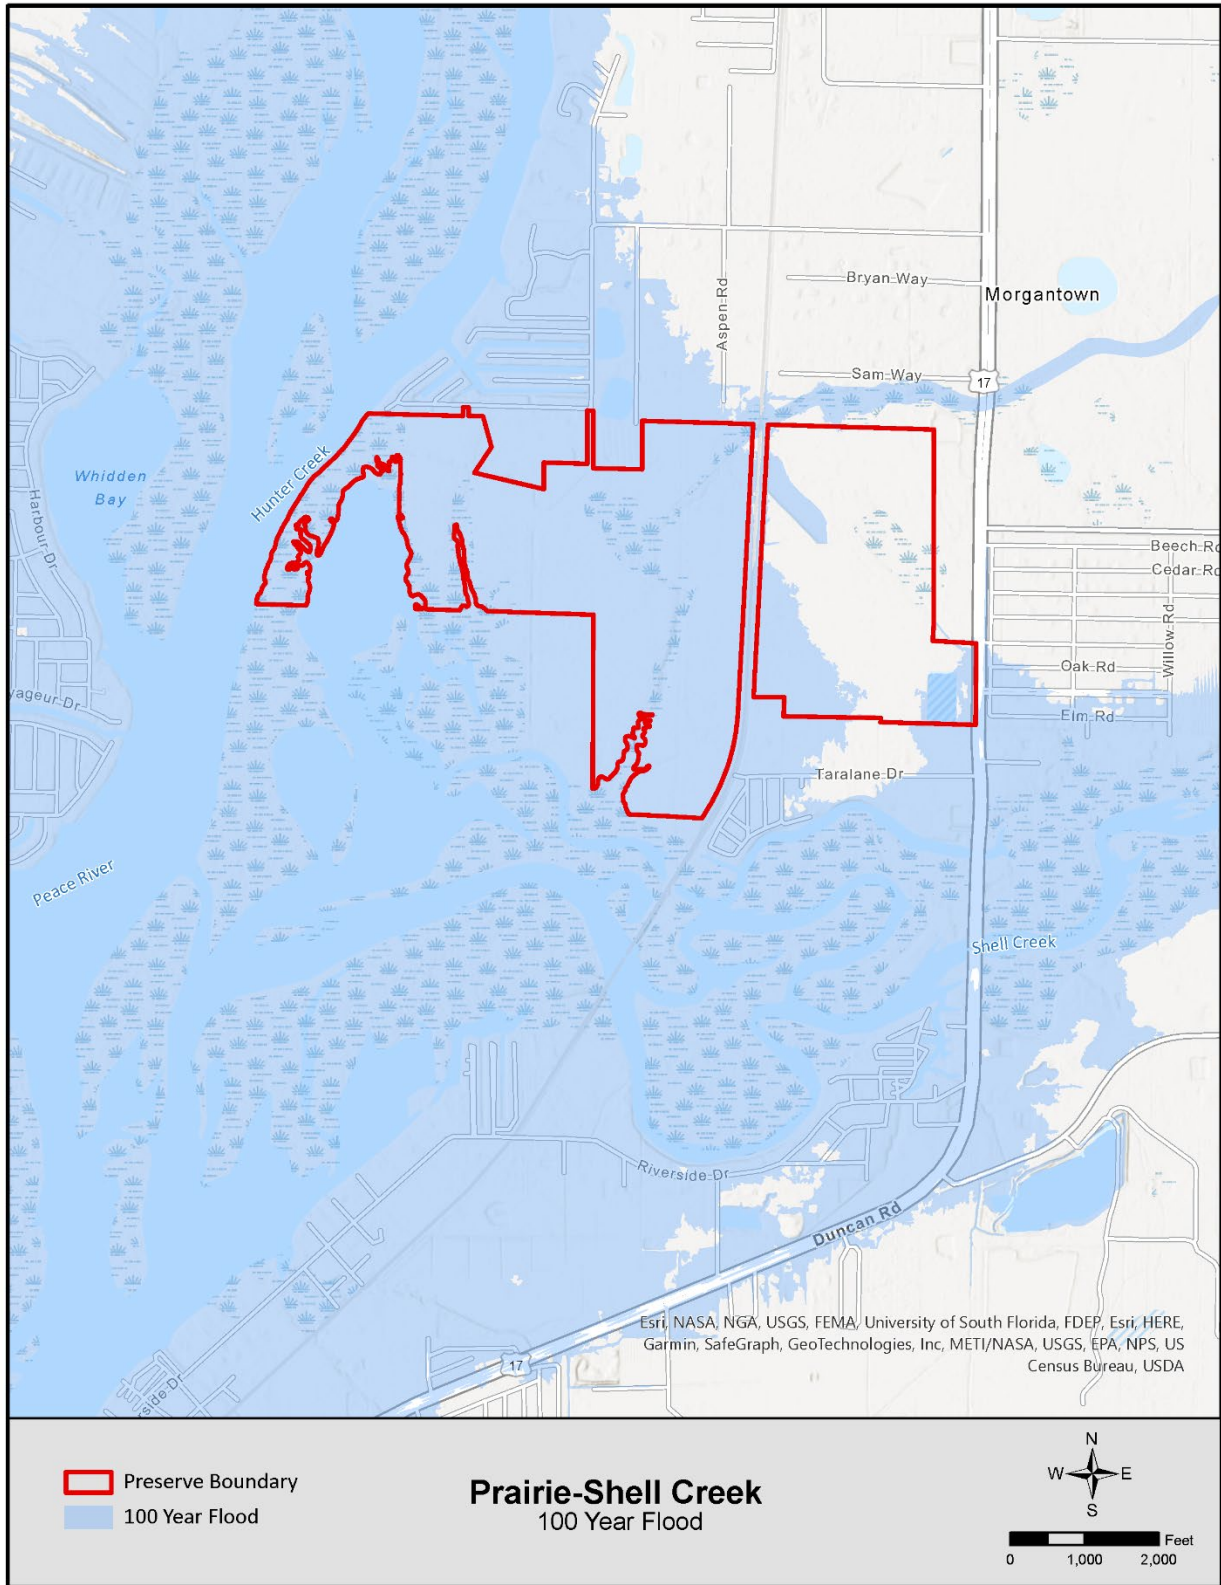 Bryan Way
Morgantown
Aspen Rd
Sam Way
17
Whidden
Bay
Hunter Creek
Harbour Dr
Beech Rd
Cedar Rd
Willow Rd
Oak Rd
yageur Dr
Elm Rd
Taralane Dr
Peace River
Shell Creek
Riverside Dr
Duncan Rd
Esri, NASA, NGA, USGS, FEMA, University of South Florida, FDEP, Esri, HERE,
Garmin, SafeGraph, GeoTechnologies, Inc, METI/NASA, USGS, EPA, NPS, US
Census Bureau, USDA
17
rside Dr
Preserve Boundary
100 Year Flood
Prairie-Shell Creek
100 Year Flood
N
W
E
S
Feet
0
1,000
2,000